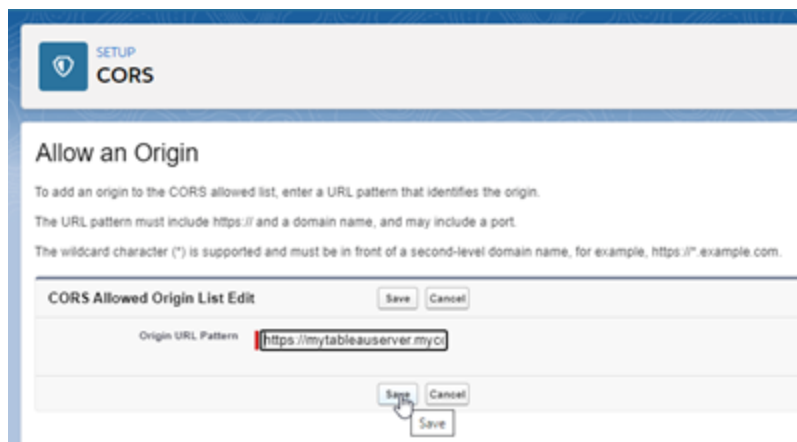 SETUP
CORS
Allow an Origin
To add an origin to the CORS allowed list, enter a URL pattern that identifies the origin.
The URL pattern must include https:// and a domain name, and may include a port.
The wildcard character (*) is supported and must be in front of a second-level domain name, for example, https://*.example.com.
CORS Allowed Origin List Edit Save Cancel
Origin URL Pattern https://mytableauserver.myco
Save Cancel
Save